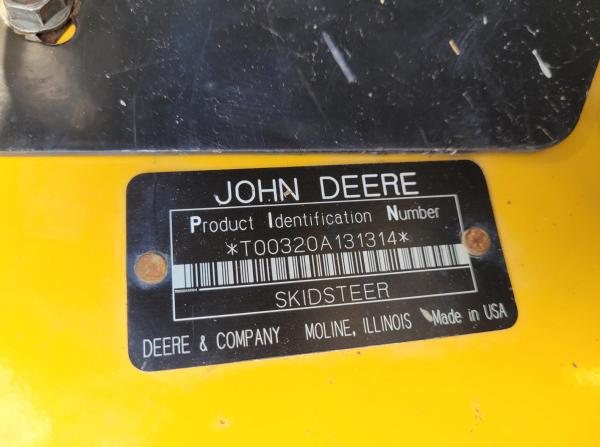 JOHN DEERE
Product Identification Number
*T00320A131314*
SKIDSTEER
DEERE & COMPANY MOLINE, ILLINOIS Made in USA